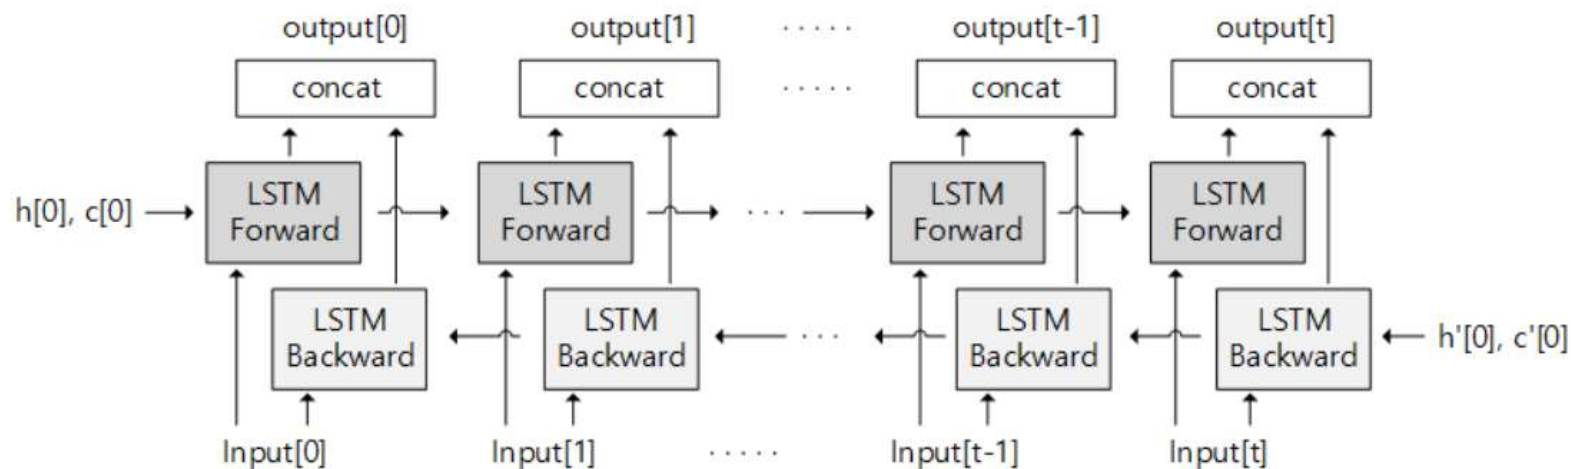 output[0] output[1] ..... output[t-1] output[t]
concat concat ..... concat concat
LSTM LSTM LSTM LSTM
h[0], c[0] ...
Forward Forward Forward Forward
LSTM LSTM LSTM LSTM
... h'[0], c'[0]
Backward Backward Backward Backward
Input[0] Input[1] ..... Input[t-1] Input[t]